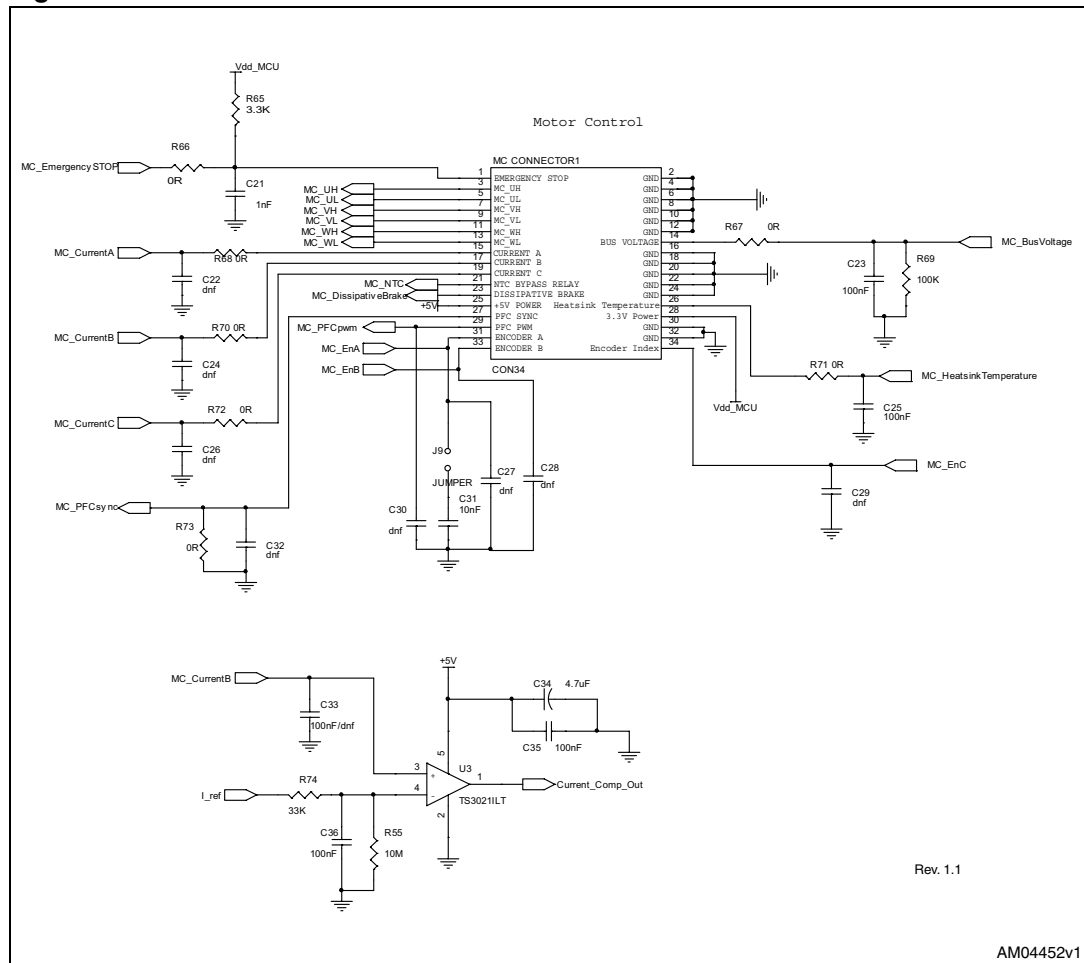 Vdd_MCU
R65
3.3K
Motor Control
R66
0R
MC_EmergencySTOP
C21
1nF
MC CONNECTOR1
1 EMERGENCY STOP GND 2
3 MC_UH GND 4
5 MC_UL GND 6
7 MC_VH GND 8
9 MC_VL GND 10
11 MC_WH GND 12
13 MC_WL BUS VOLTAGE 14
15 CURRENT A GND 16
17 CURRENT B GND 18
19 CURRENT C GND 20
21 NTC BYPASS RELAY GND 22
23 DISSIPATIVE BRAKE GND 24
25 +5V POWER Heatsink Temperature 26
27 PFC SYNC 3.3V Power 28
29 PFC PWM GND 30
31 ENCODER A GND 32
33 ENCODER B Encoder Index 34
CON34
MC_UH
MC_UL
MC_VH
MC_VL
MC_WH
MC_WL
R67 0R
MC_BusVoltage
C23
100nF
R69
100K
MC_CurrentA
R68 0R
C22
dnf
MC_NTC
MC_DissipativeBrake
+5V
MC_PFCpwm
MC_EnA
MC_EnB
MC_CurrentB
R70 0R
C24
dnf
R71 0R
MC_HeatsinkTemperature
C25
100nF
Vdd_MCU
MC_CurrentC
R72 0R
C26
dnf
J9
JUMPER
C27
dnf
C28
dnf
MC_EnC
C29
dnf
C30
dnf
C31
10nF
MC_PFCsync
R73
0R
C32
dnf
+5V
MC_CurrentB
C33
100nF/dnf
C34 4.7uF
C35 100nF
5
3
+
U3
1
Current_Comp_Out
4
-
TS3021ILT
2
I_ref
R74
33K
C36
100nF
R55
10M
Rev. 1.1
AM04452v1